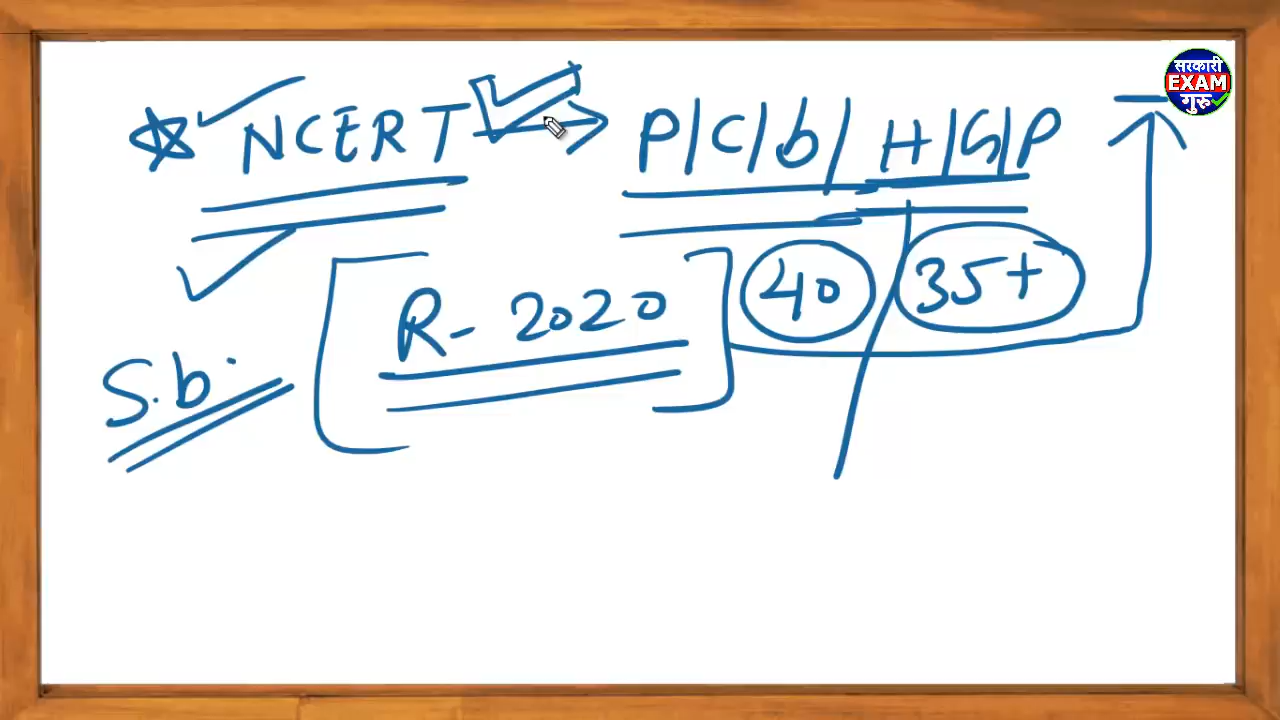 सरकारी
EXAM
गुरु
NCERT → P/C/b/ H/G/P
40 35+
R- 2020
S.b.